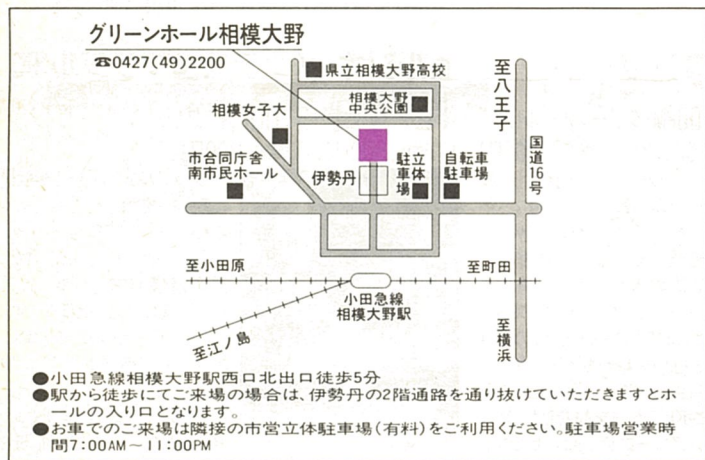 グリーンホール相模大野
☎0427(49)2200
県立相模大野高校
相模大野
中央公園
相模女子大
市合同庁舎
南市民ホール
伊勢丹
立体
駐車場
自転車
駐車場
至八王子
国道16号
至小田原
至町田
小田急線
相模大野駅
至江ノ島
至横浜
●小田急線相模大野駅西口北出口徒歩5分
●駅から徒歩にてご来場の場合は、伊勢丹の2階通路を通り抜けていただきますとホ
ールの入り口となります。
●お車でのご来場は隣接の市営立体駐車場(有料)をご利用ください。駐車場営業時
間7:00AM〜11:00PM